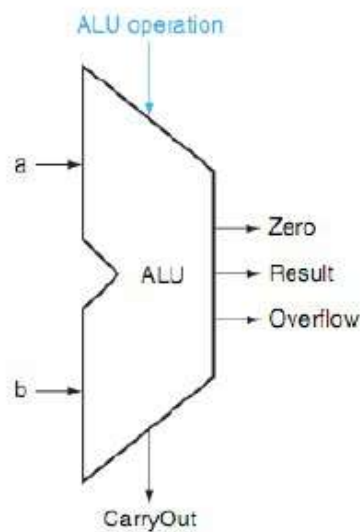 ALU operation
a
Zero
ALU
Result
Overflow
b
CarryOut